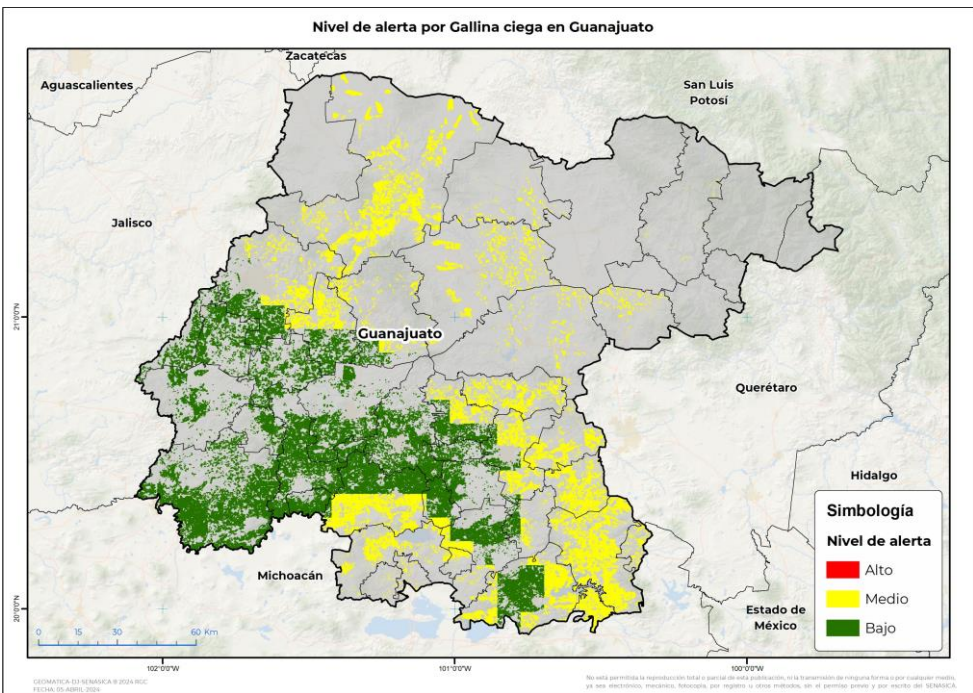 Nivel de alerta por Gallina ciega en Guanajuato
Zacatecas
Aguascalientes
San Luis
Potosí
Jalisco
21°0'0"N
Guanajuato
Querétaro
Hidalgo
Simbología
Nivel de alerta
Alto
Medio
Bajo
Michoacán
20°0'0"N
Estado de
México
0 15 30 60 Km
102°0'0"W
101°0'0"W
100°0'0"W
GEOMATICA-DJ-SENASICA ® 2024 RGC
FECHA: 05-ABRIL-2024
No está permitida la reproducción total o parcial de esta publicación, ni la transmisión de ninguna forma o por cualquier medio,
ya sea electrónico, mecánico, fotocopia, por registro u otros métodos, sin el permiso previo y por escrito del SENASICA.